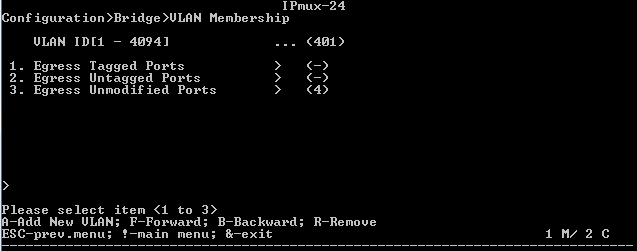 IPmux-24
Configuration>Bridge>VLAN Membership
VLAN ID[1 - 4094] ... (401)
1. Egress Tagged Ports > (-)
2. Egress Untagged Ports > (-)
3. Egress Unmodified Ports > (4)
>
Please select item <1 to 3>
A-Add New VLAN; F-Forward; B-Backward; R-Remove
ESC-prev.menu; !-main menu; &-exit 1 M/ 2 C